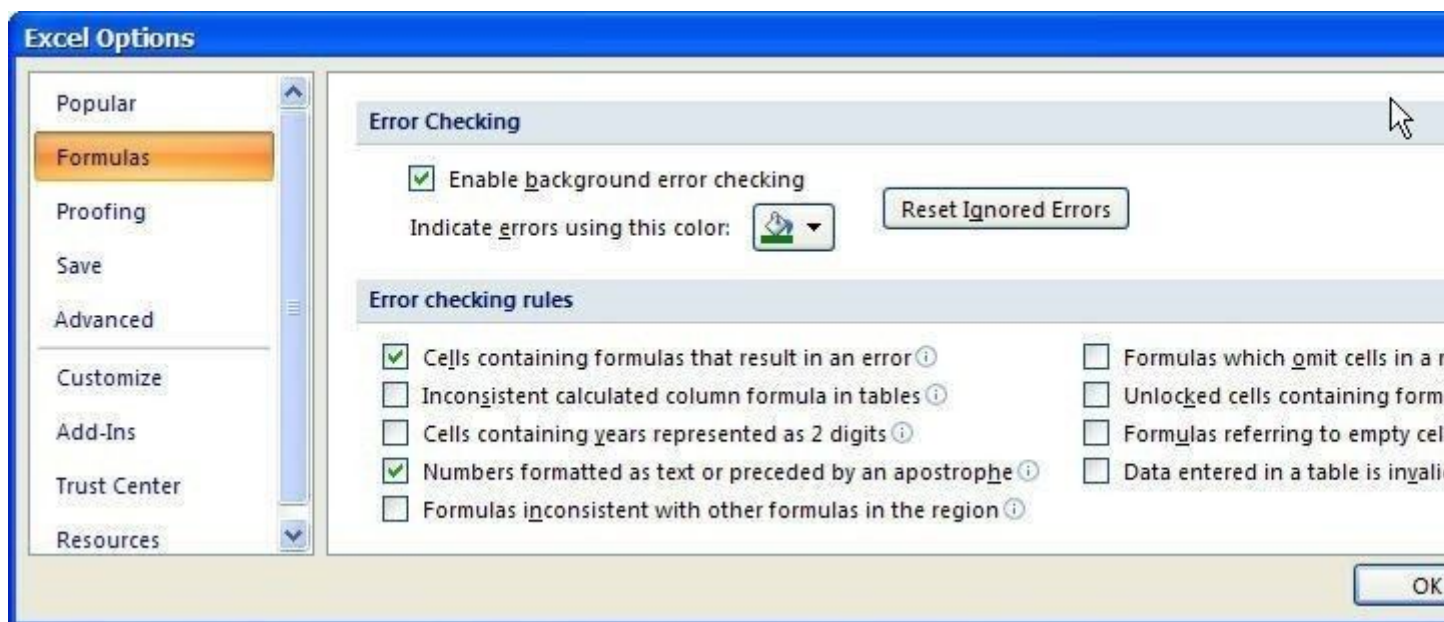 Excel Options
Popular
Formulas
Proofing
Save
Advanced
Customize
Add-Ins
Trust Center
Resources
Error Checking
Enable background error checking
Indicate errors using this color:
Reset Ignored Errors
Error checking rules
Cells containing formulas that result in an error
Inconsistent calculated column formula in tables
Cells containing years represented as 2 digits
Numbers formatted as text or preceded by an apostrophe
Formulas inconsistent with other formulas in the region
Formulas which omit cells in a
Unlocked cells containing form
Formulas referring to empty cel
Data entered in a table is invali
OK